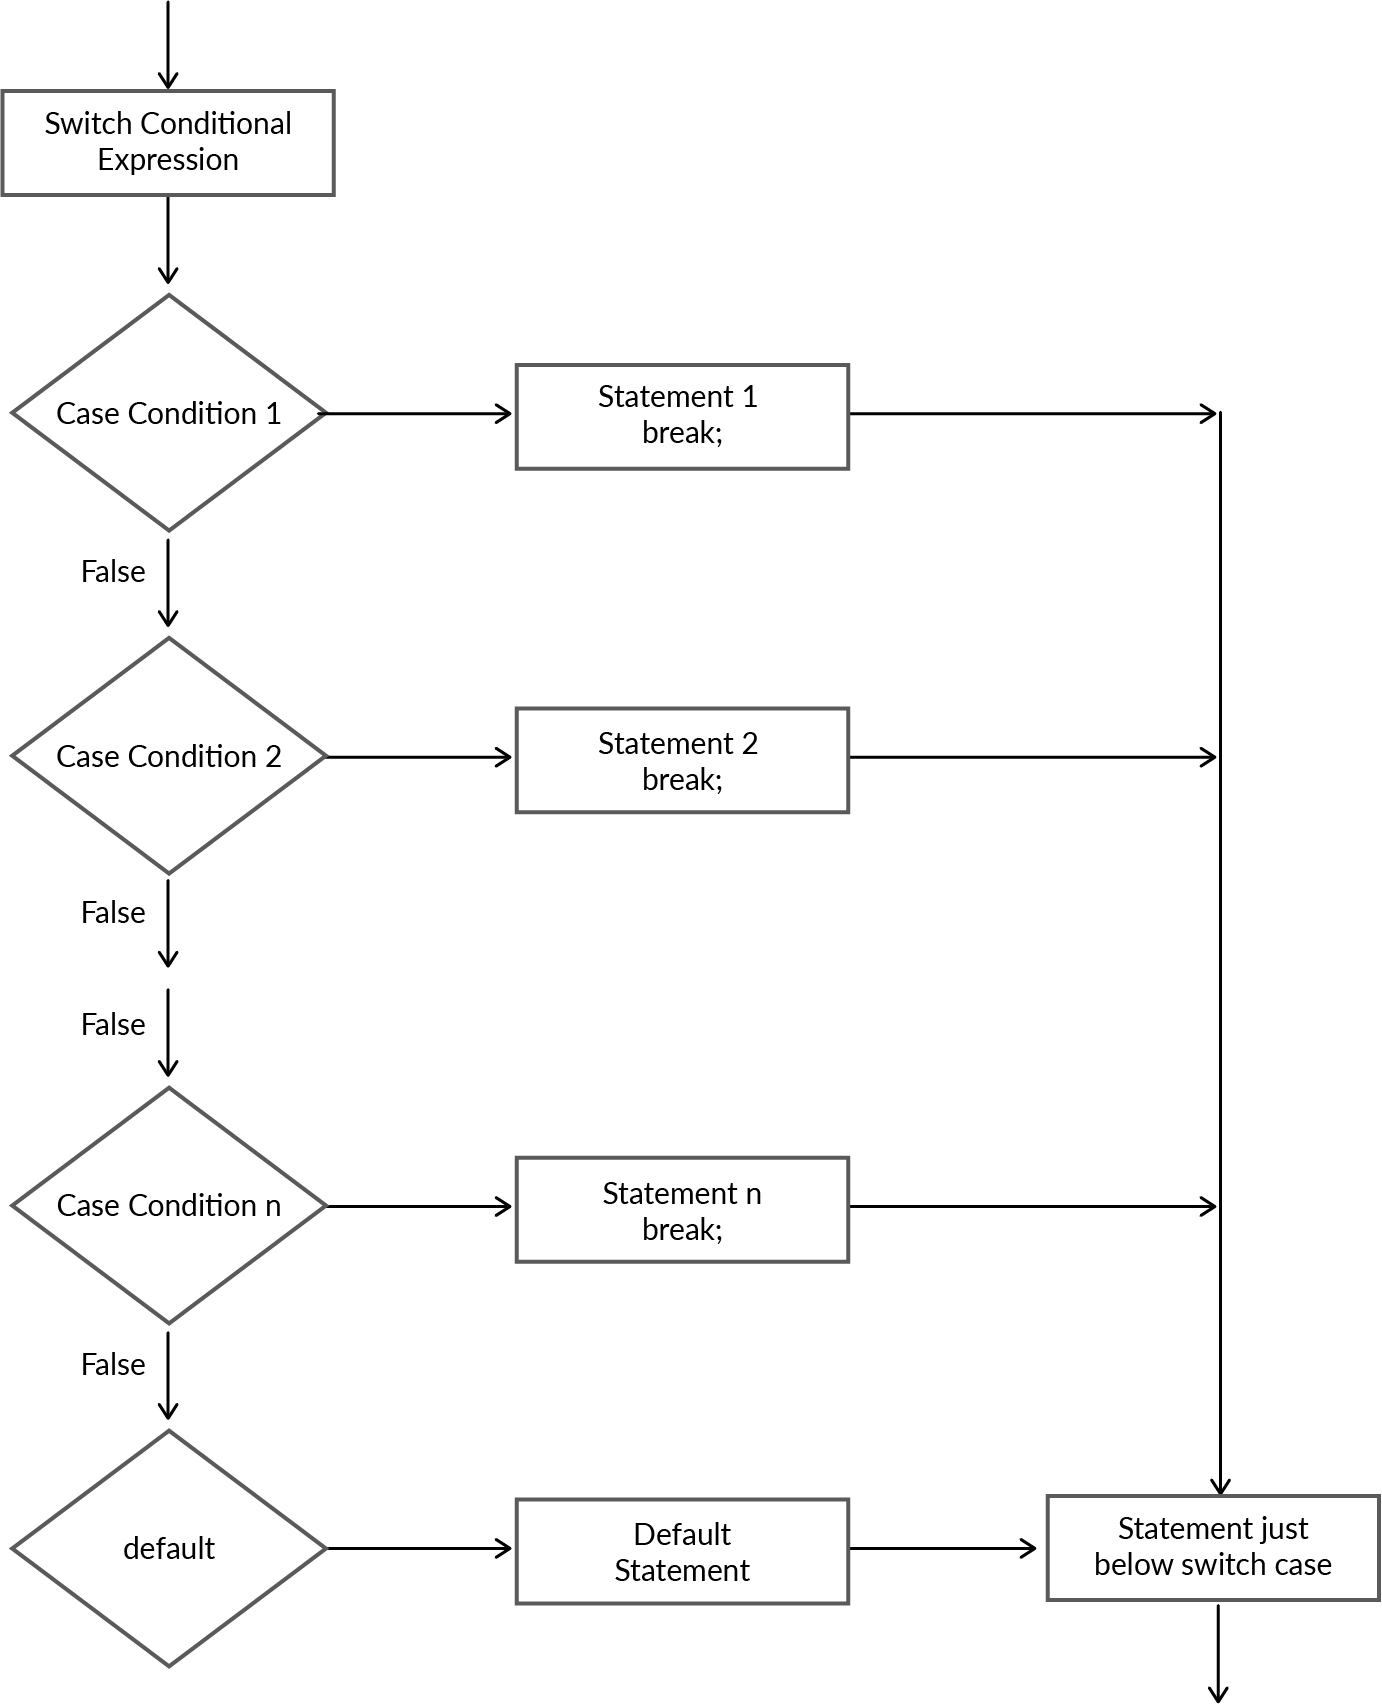 Switch Conditional
Expression
Case Condition 1
Statement 1
break;
False
Case Condition 2
Statement 2
break;
False
False
Case Condition n
Statement n
break;
False
default
Default
Statement
Statement just
below switch case